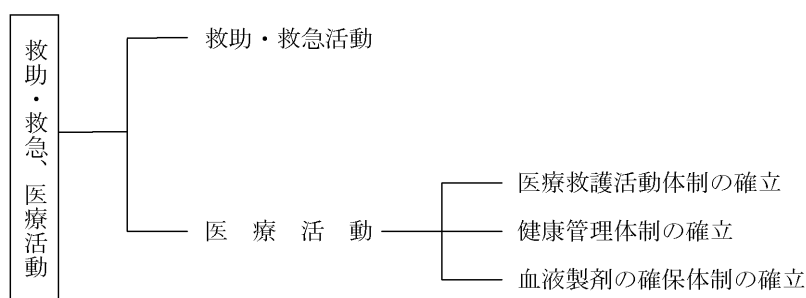 救助・救急、医療活動
救助・救急活動
医療活動
医療救護活動体制の確立
健康管理体制の確立
血液製剤の確保体制の確立